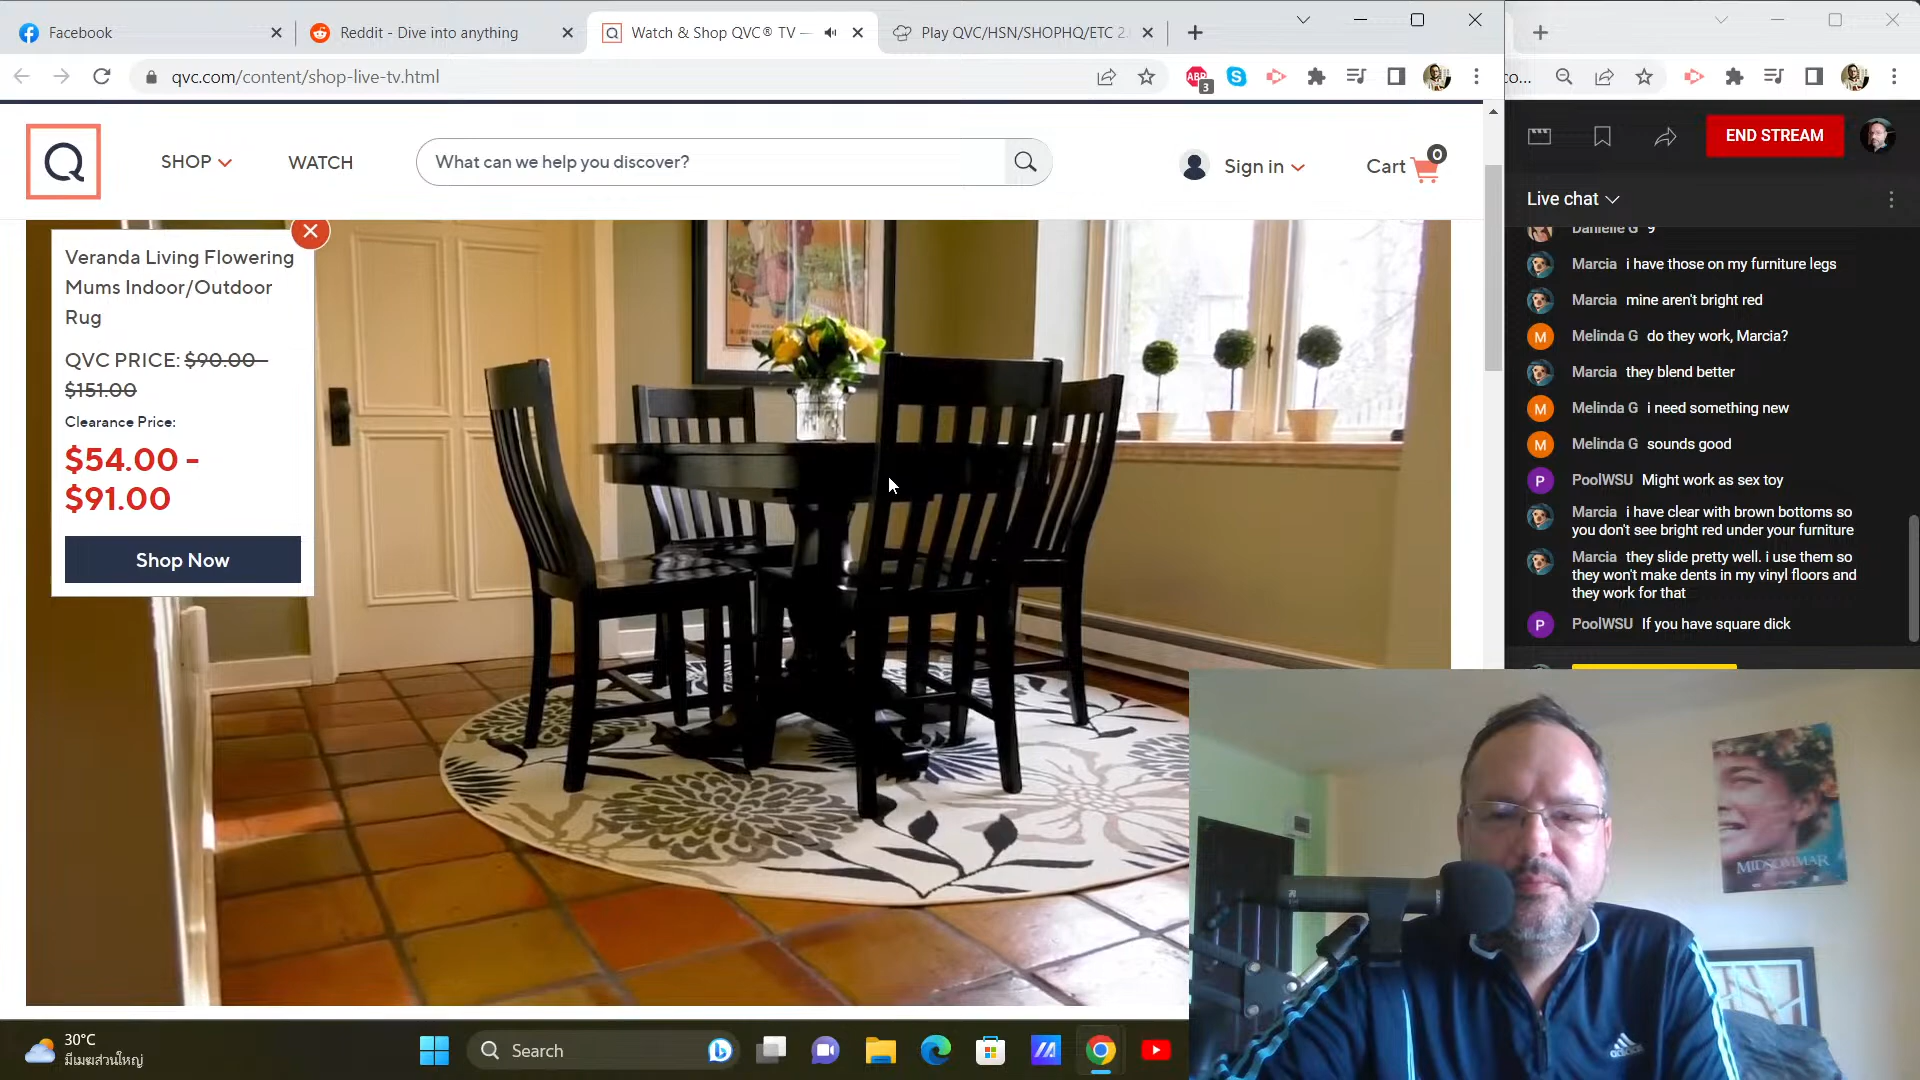 Facebook
Reddit - Dive into anything
Watch & Shop QVC® TV —
Play QVC/HSN/SHOPHQ/ETC 2.
qvc.com/content/shop-live-tv.html
ABP
3
co...
Q
SHOP
WATCH
What can we help you discover?
Sign in
Cart
0
Veranda Living Flowering
Mums Indoor/Outdoor
Rug
QVC PRICE: $90.00 –
$151.00
Clearance Price:
$54.00 -
$91.00
Shop Now
END STREAM
Live chat
Danielle G 9
Marcia i have those on my furniture legs
Marcia mine aren't bright red
M
Melinda G do they work, Marcia?
Marcia they blend better
M
Melinda G i need something new
M
Melinda G sounds good
P
PoolWSU Might work as sex toy
Marcia i have clear with brown bottoms so
you don't see bright red under your furniture
Marcia they slide pretty well. i use them so
they won't make dents in my vinyl floors and
they work for that
P
PoolWSU If you have square dick
MIDSOMMAR
adidas
30°C
มีเมฆส่วนใหญ่
Search